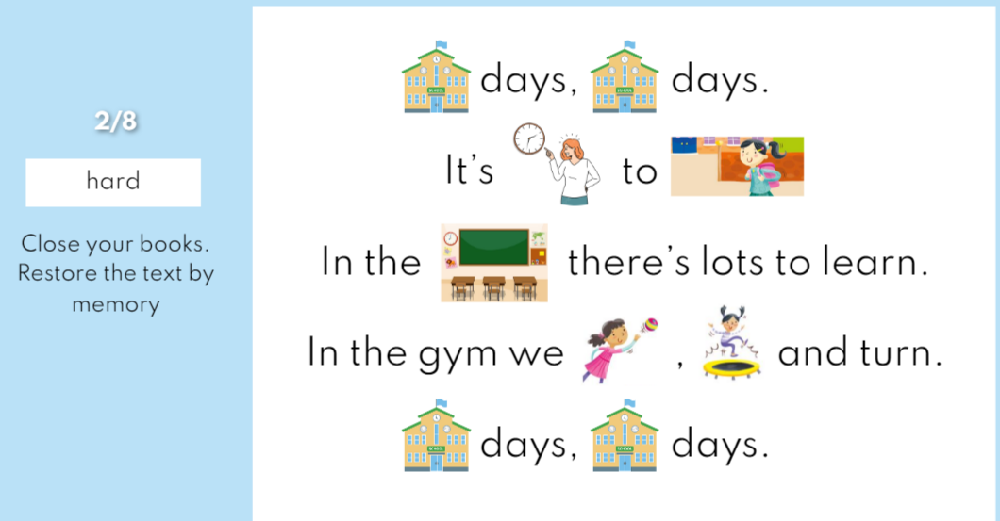 2/8
hard
Close your books.
Restore the text by
memory
days, days.
It's to
In the there's lots to learn.
In the gym we , and turn.
days, days.